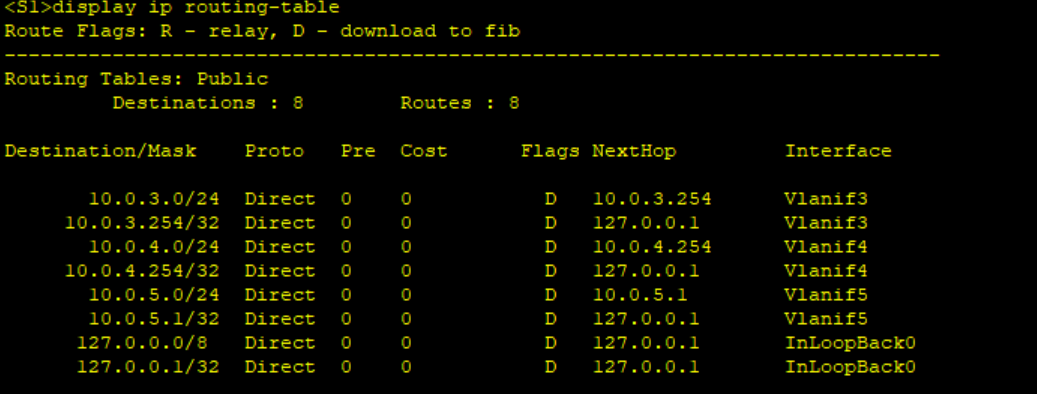 <S1>display ip routing-table
Route Flags: R - relay, D - download to fib
------------------------------------------------------------------------------
Routing Tables: Public
         Destinations : 8        Routes : 8

Destination/Mask    Proto  Pre  Cost      Flags NextHop         Interface

       10.0.3.0/24  Direct  0    0           D  10.0.3.254      Vlanif3
     10.0.3.254/32  Direct  0    0           D  127.0.0.1       Vlanif3
       10.0.4.0/24  Direct  0    0           D  10.0.4.254      Vlanif4
     10.0.4.254/32  Direct  0    0           D  127.0.0.1       Vlanif4
       10.0.5.0/24  Direct  0    0           D  10.0.5.1        Vlanif5
       10.0.5.1/32  Direct  0    0           D  127.0.0.1       Vlanif5
      127.0.0.0/8   Direct  0    0           D  127.0.0.1       InLoopBack0
      127.0.0.1/32  Direct  0    0           D  127.0.0.1       InLoopBack0